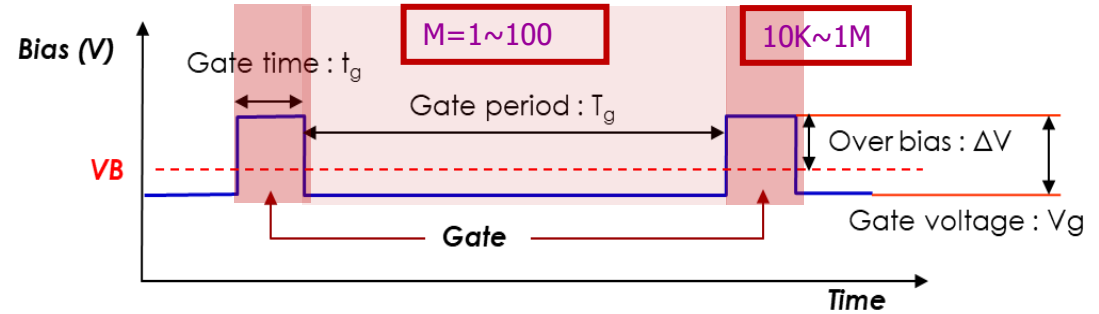 M=1~100
10K~1M
Bias (V)
Gate time : tg
Gate period : Tg
Over bias : ΔV
VB
Gate voltage : Vg
Gate
Time